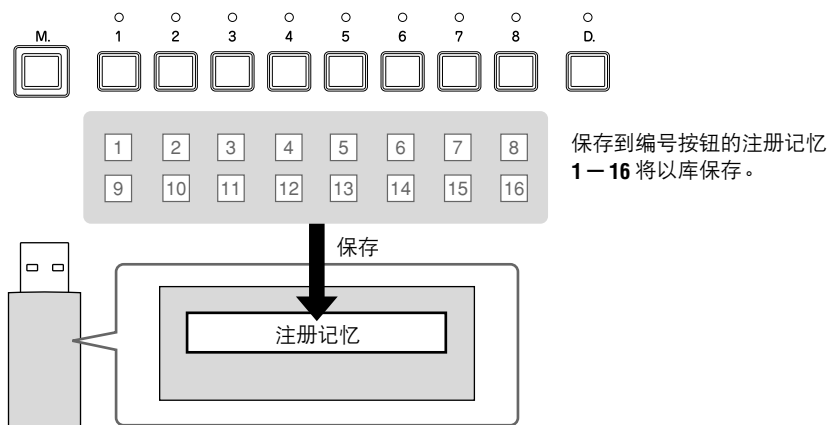 M. 1 2 3 4 5 6 7 8 D.
1 2 3 4 5 6 7 8
9 10 11 12 13 14 15 16
保存到编号按钮的注册记忆
1 — 16 将以库保存。
保存
注册记忆